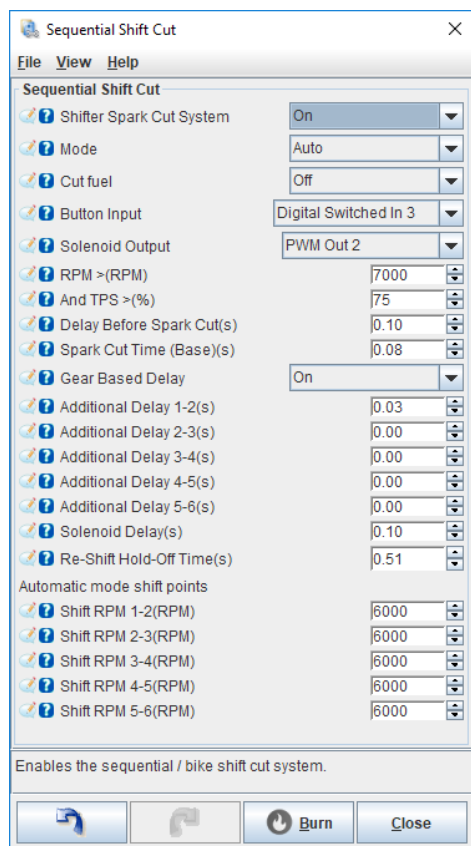 Sequential Shift Cut
File View Help
Sequential Shift Cut
Shifter Spark Cut System On
Mode Auto
Cut fuel Off
Button Input Digital Switched In 3
Solenoid Output PWM Out 2
RPM >(RPM) 7000
And TPS >(%) 75
Delay Before Spark Cut(s) 0.10
Spark Cut Time (Base)(s) 0.08
Gear Based Delay On
Additional Delay 1-2(s) 0.03
Additional Delay 2-3(s) 0.00
Additional Delay 3-4(s) 0.00
Additional Delay 4-5(s) 0.00
Additional Delay 5-6(s) 0.00
Solenoid Delay(s) 0.10
Re-Shift Hold-Off Time(s) 0.51
Automatic mode shift points
Shift RPM 1-2(RPM) 6000
Shift RPM 2-3(RPM) 6000
Shift RPM 3-4(RPM) 6000
Shift RPM 4-5(RPM) 6000
Shift RPM 5-6(RPM) 6000
Enables the sequential / bike shift cut system.
Burn Close